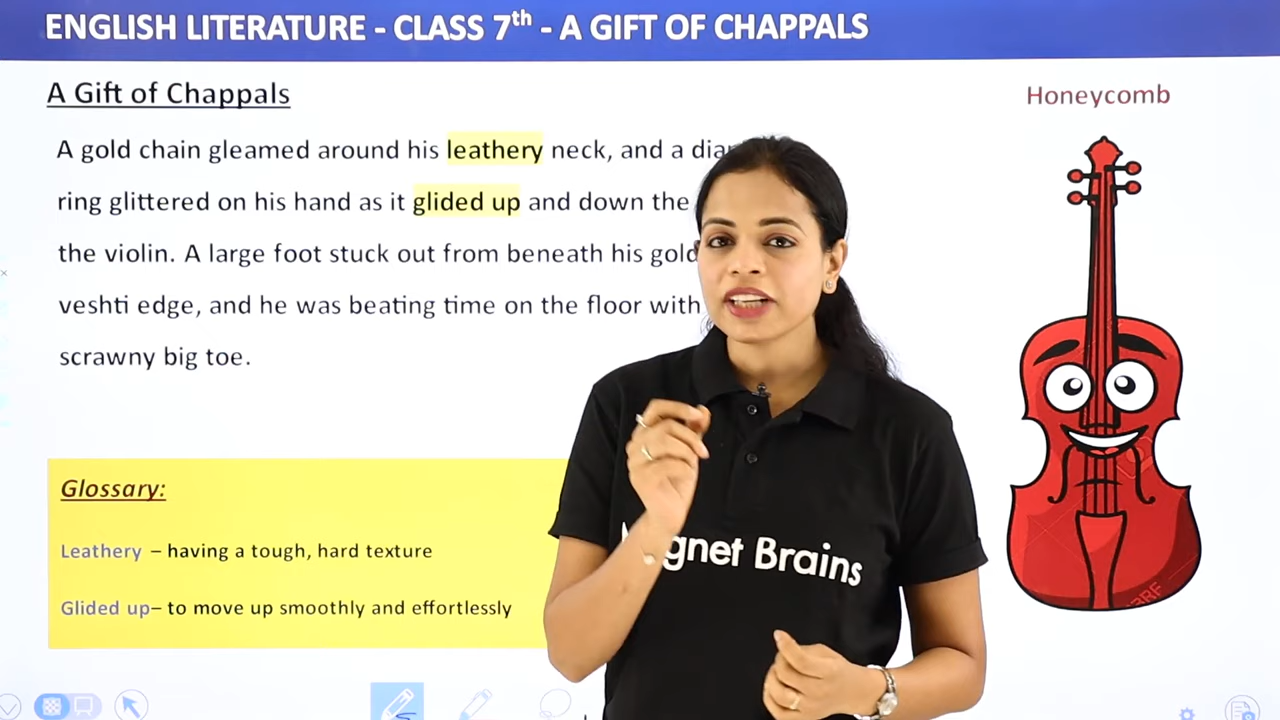 ENGLISH LITERATURE - CLASS 7th - A GIFT OF CHAPPALS
A Gift of Chappals
Honeycomb
A gold chain gleamed around his leathery neck, and a
ring glittered on his hand as it glided up and down the
the violin. A large foot stuck out from beneath his gold
veshti edge, and he was beating time on the floor with
scrawny big toe.
Glossary:
Leathery – having a tough, hard texture
Glided up– to move up smoothly and effortlessly
Brains